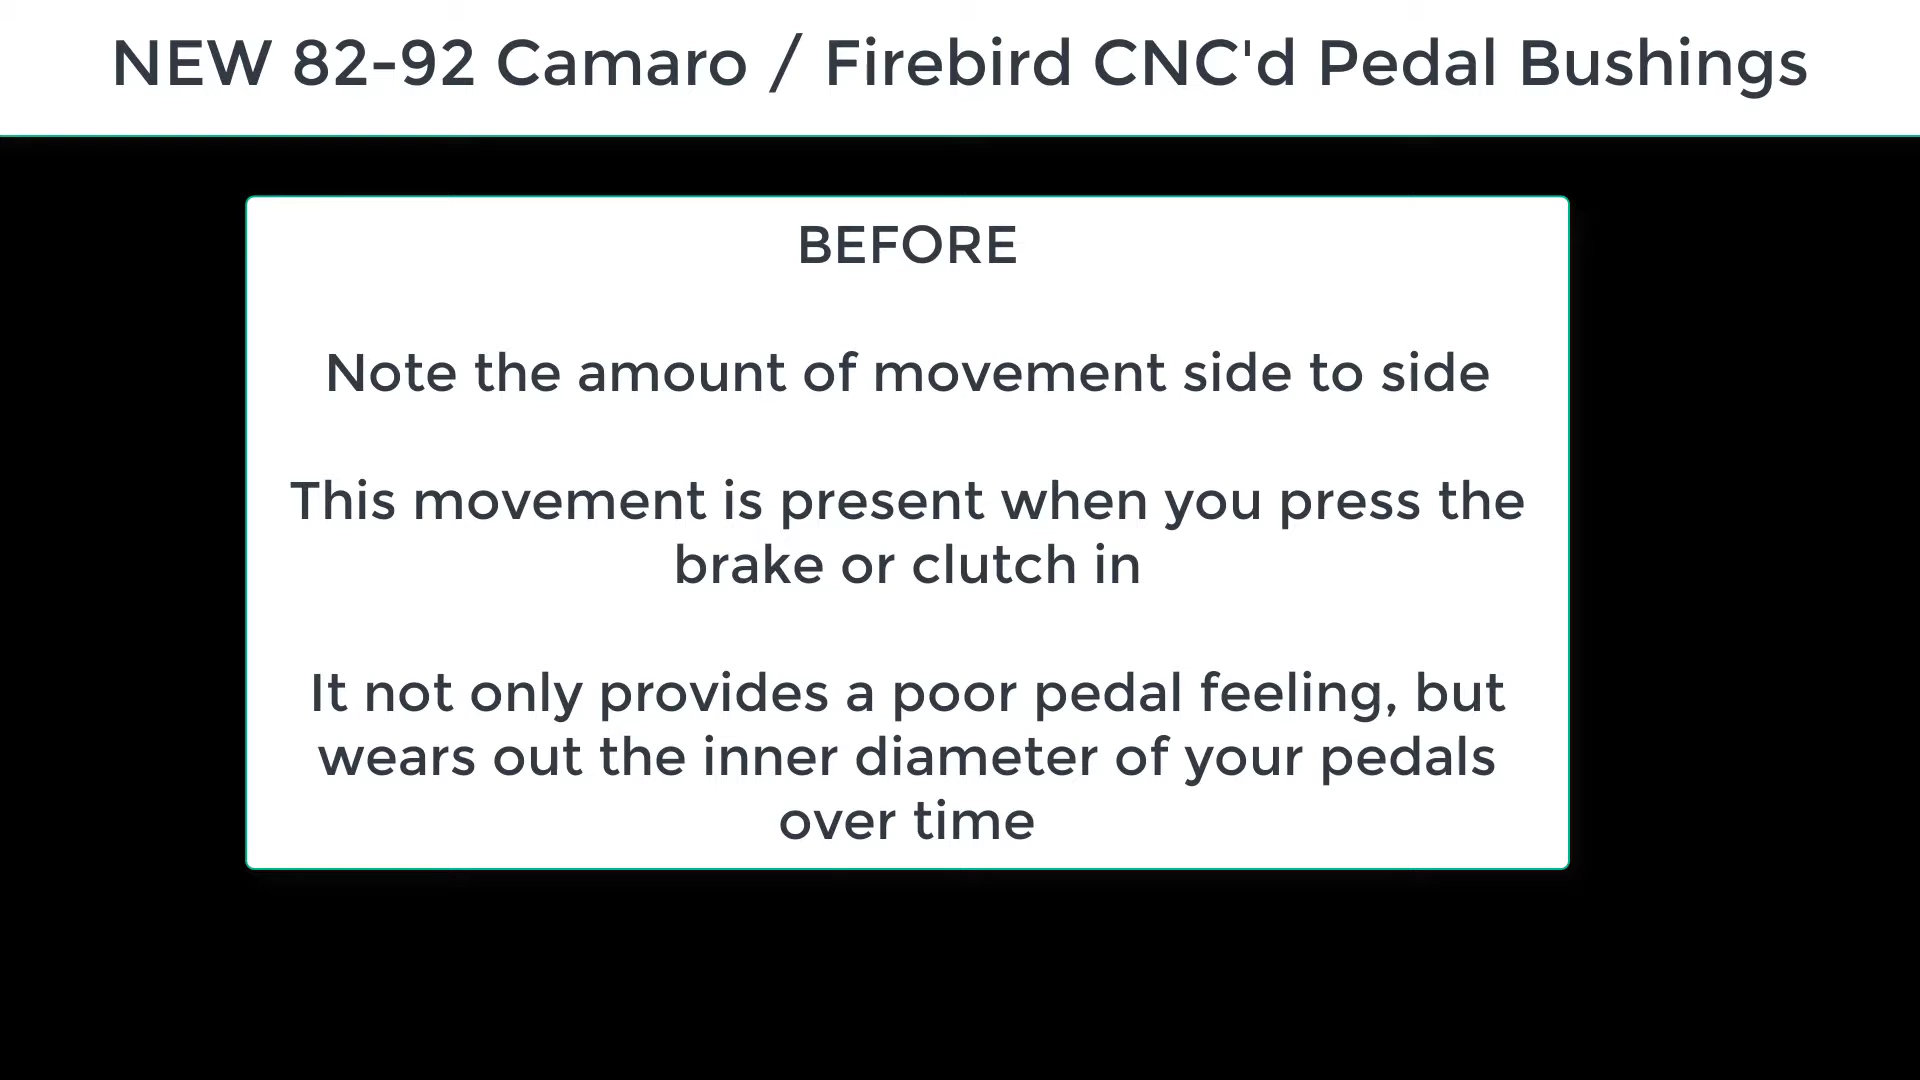 NEW 82-92 Camaro / Firebird CNC'd Pedal Bushings
BEFORE
Note the amount of movement side to side
This movement is present when you press the
brake or clutch in
It not only provides a poor pedal feeling, but
wears out the inner diameter of your pedals
over time